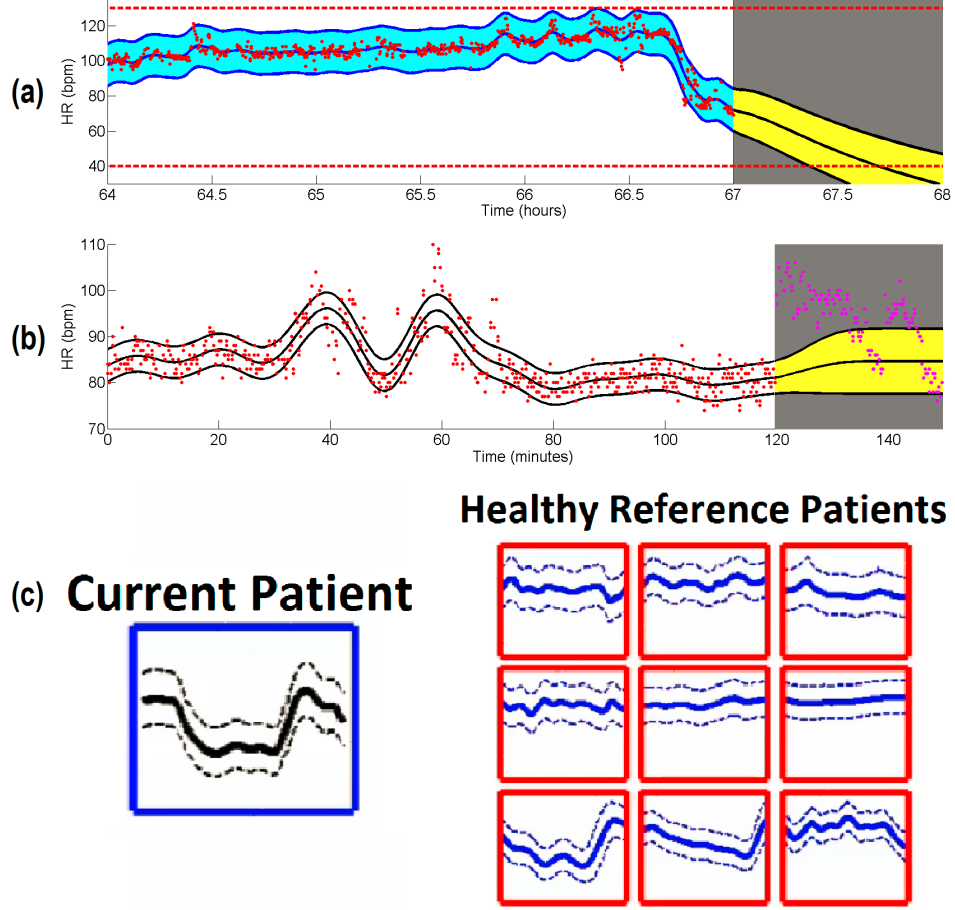 (a)
HR (bpm)
120
100
80
60
40
64 64.5 65 65.5 66 66.5 67 67.5 68
Time (hours)
(b)
HR (bpm)
110
100
90
80
70
0 20 40 60 80 100 120 140
Time (minutes)
Healthy Reference Patients
(c) Current Patient